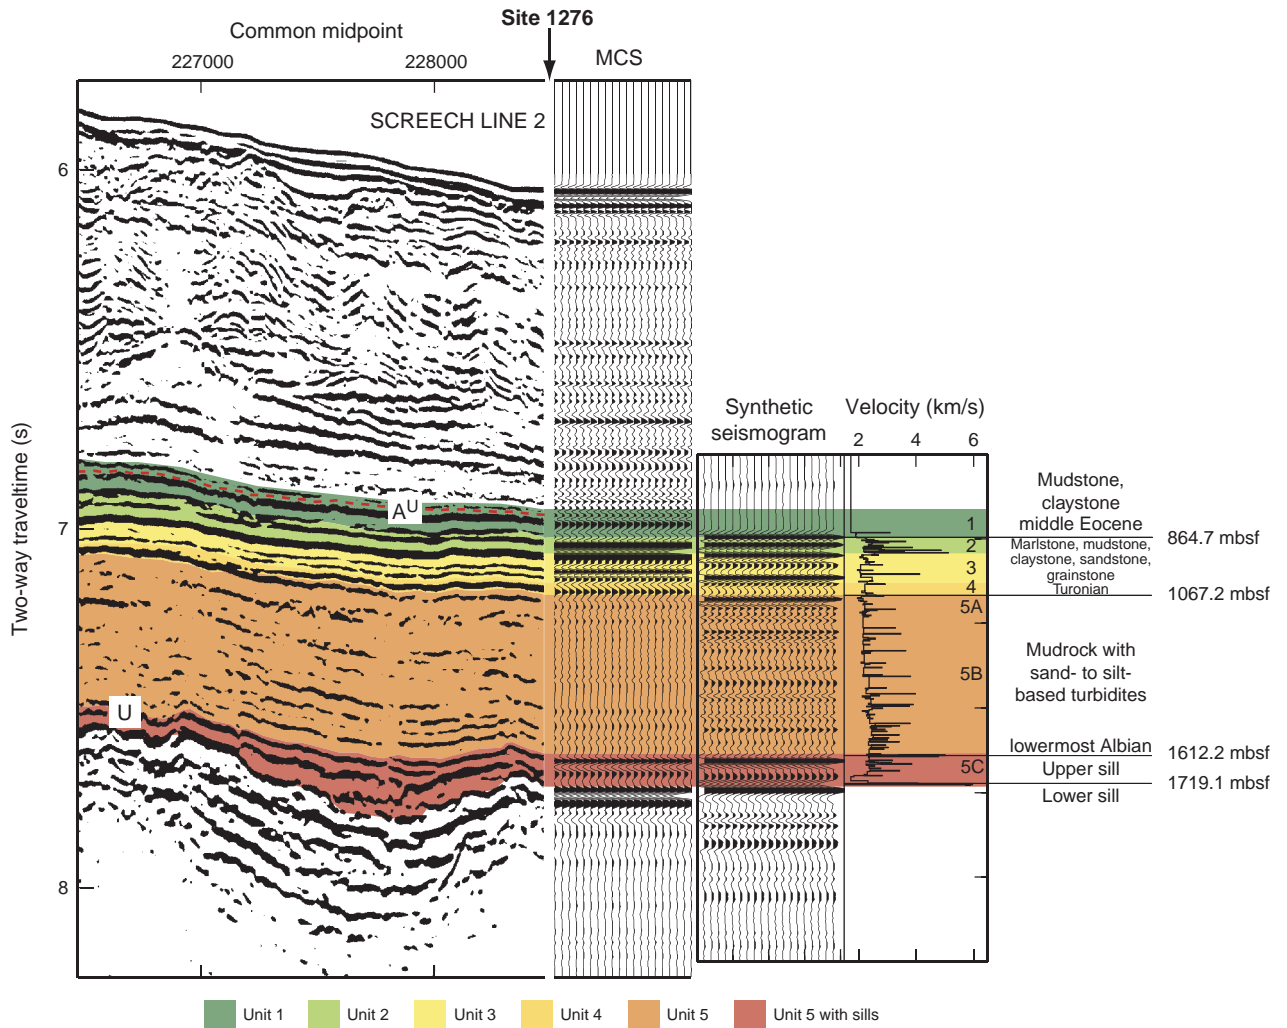 Site 1276
Common midpoint
227000
228000
MCS
SCREECH LINE 2
6
7
8
Two-way traveltime (s)
A^U
U
Synthetic
seismogram
Velocity (km/s)
2
4
6
1
2
3
4
5A
5B
5C
Mudstone,
claystone
middle Eocene
864.7 mbsf
Marlstone, mudstone,
claystone, sandstone,
grainstone
Turonian
1067.2 mbsf
Mudrock with
sand- to silt-
based turbidites
lowermost Albian
1612.2 mbsf
Upper sill
1719.1 mbsf
Lower sill
Unit 1
Unit 2
Unit 3
Unit 4
Unit 5
Unit 5 with sills